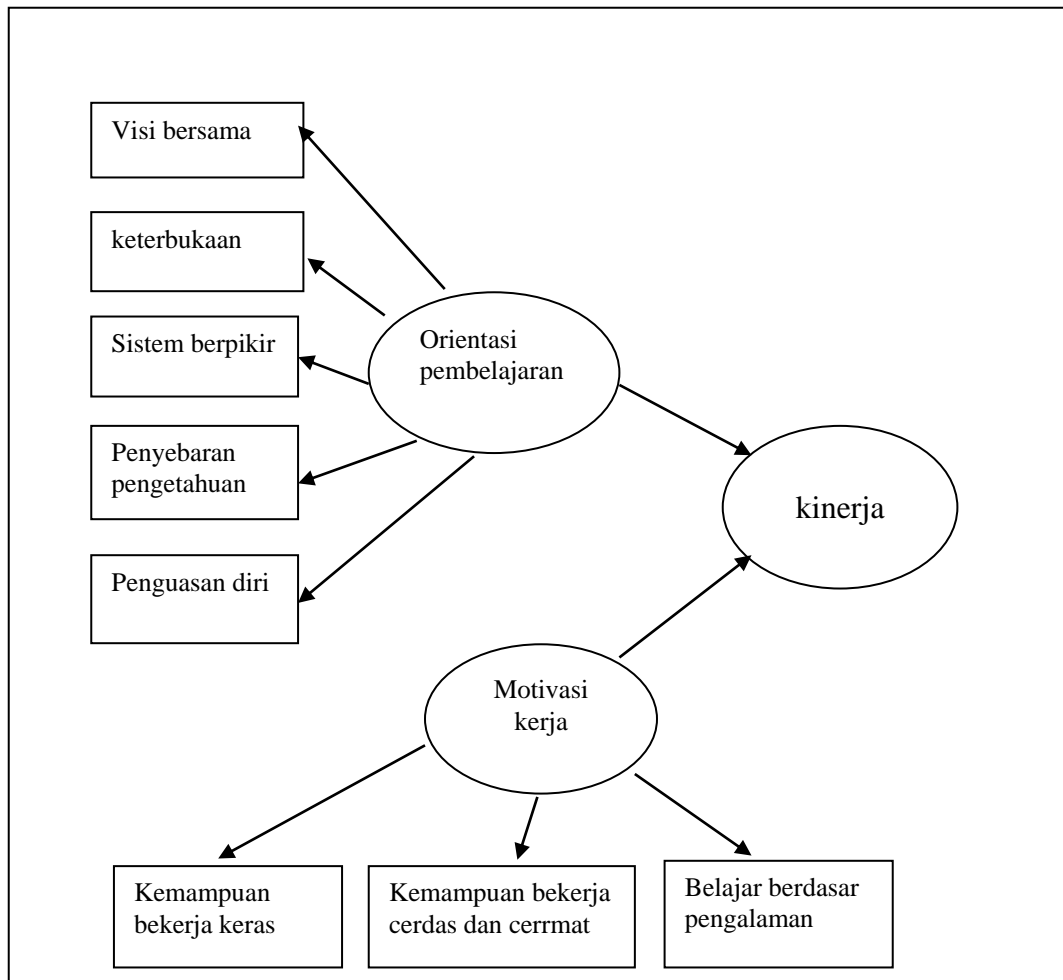 Visi bersama
keterbukaan
Sistem berpikir
Penyebaran
pengetahuan
Penguasan diri
Orientasi
pembelajaran
kinerja
Motivasi
kerja
Kemampuan
bekerja keras
Kemampuan bekerja
cerdas dan cerrmat
Belajar berdasar
pengalaman